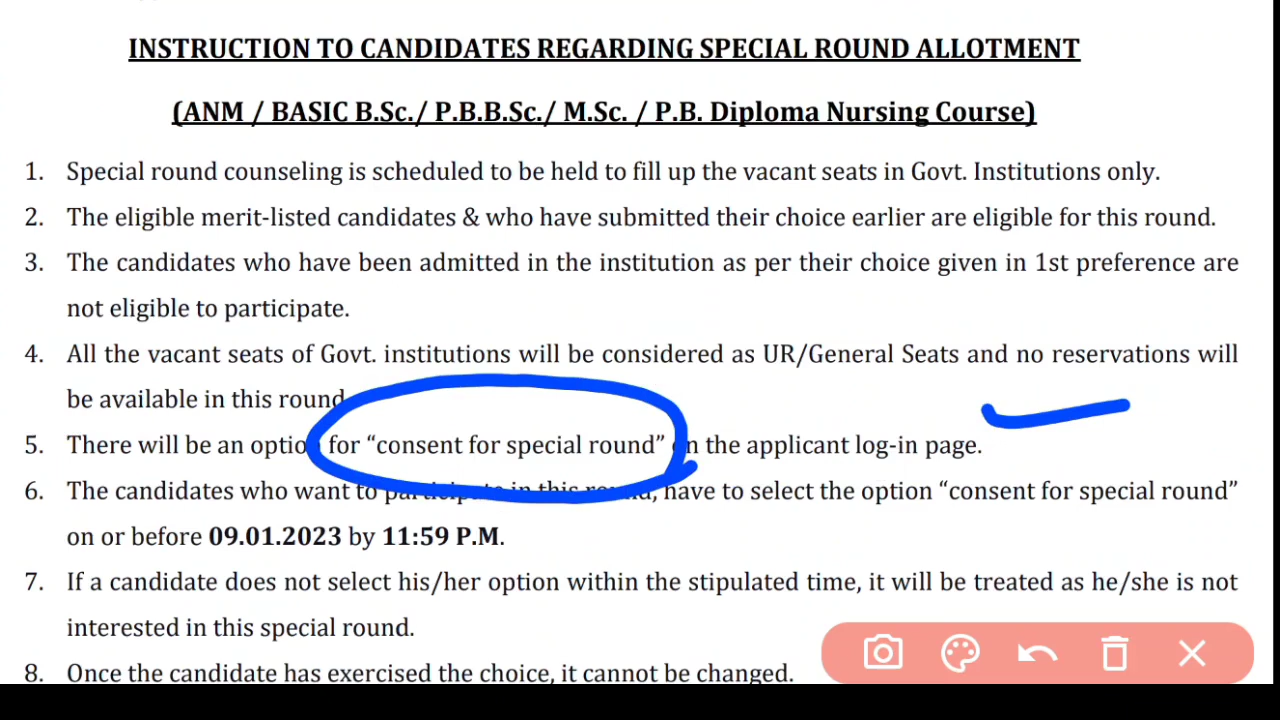 INSTRUCTION TO CANDIDATES REGARDING SPECIAL ROUND ALLOTMENT
(ANM / BASIC B.Sc./ P.B.B.Sc./ M.Sc. / P.B. Diploma Nursing Course)
1. Special round counseling is scheduled to be held to fill up the vacant seats in Govt. Institutions only.
2. The eligible merit-listed candidates & who have submitted their choice earlier are eligible for this round.
3. The candidates who have been admitted in the institution as per their choice given in 1st preference are
not eligible to participate.
4. All the vacant seats of Govt. institutions will be considered as UR/General Seats and no reservations will
be available in this round
5. There will be an option for “consent for special round” on the applicant log-in page.
6. The candidates who want to participate in this round, have to select the option “consent for special round”
on or before 09.01.2023 by 11:59 P.M.
7. If a candidate does not select his/her option within the stipulated time, it will be treated as he/she is not
interested in this special round.
8. Once the candidate has exercised the choice, it cannot be changed.